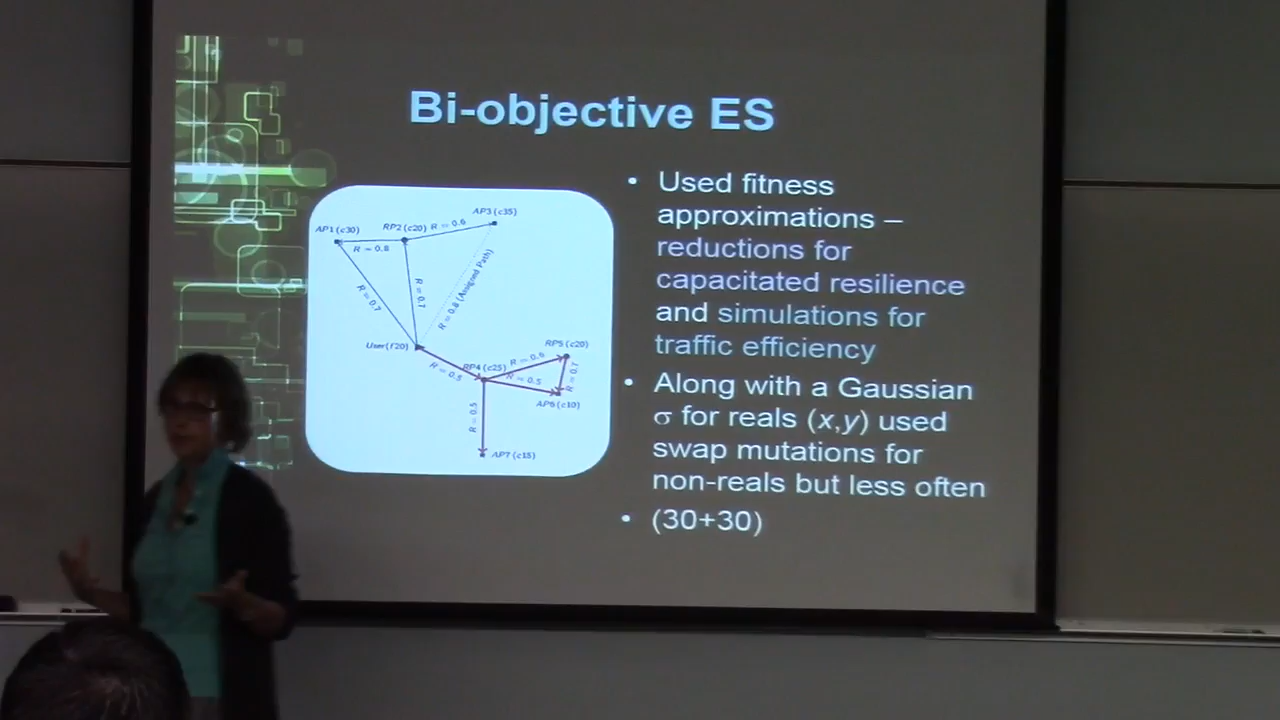 Bi-objective ES
• Used fitness
approximations –
reductions for
capacitated resilience
and simulations for
traffic efficiency
• Along with a Gaussian
σ for reals (x,y) used
swap mutations for
non-reals but less often
• (30+30)
AP3 (c35)
AP1 (c30)
RP2 (c20)
R = 0.6
R = 0.8
R = 0.7
R = 0.1
R = 0.8 (Assigned Path)
User(f20)
RP5 (c20)
RP4 (c25)
R = 0.6
R = 0.5
R = 0.5
R = 0.7
AP6 (c10)
R = 0.5
AP7 (c15)